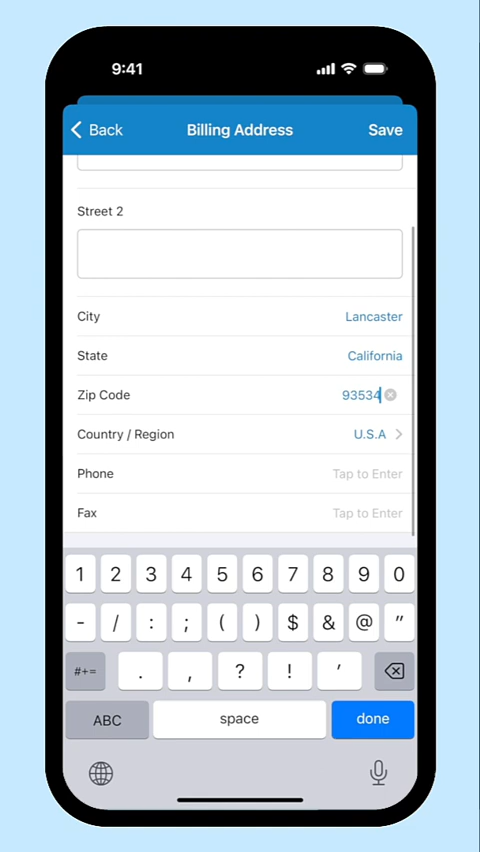 9:41
Back Billing Address Save
Street 2
City Lancaster
State California
Zip Code 93534
Country / Region U.S.A
Phone Tap to Enter
Fax Tap to Enter
1 2 3 4 5 6 7 8 9 0
- / : ; ( ) $ & @ "
#+= . , ? ! '
ABC space done